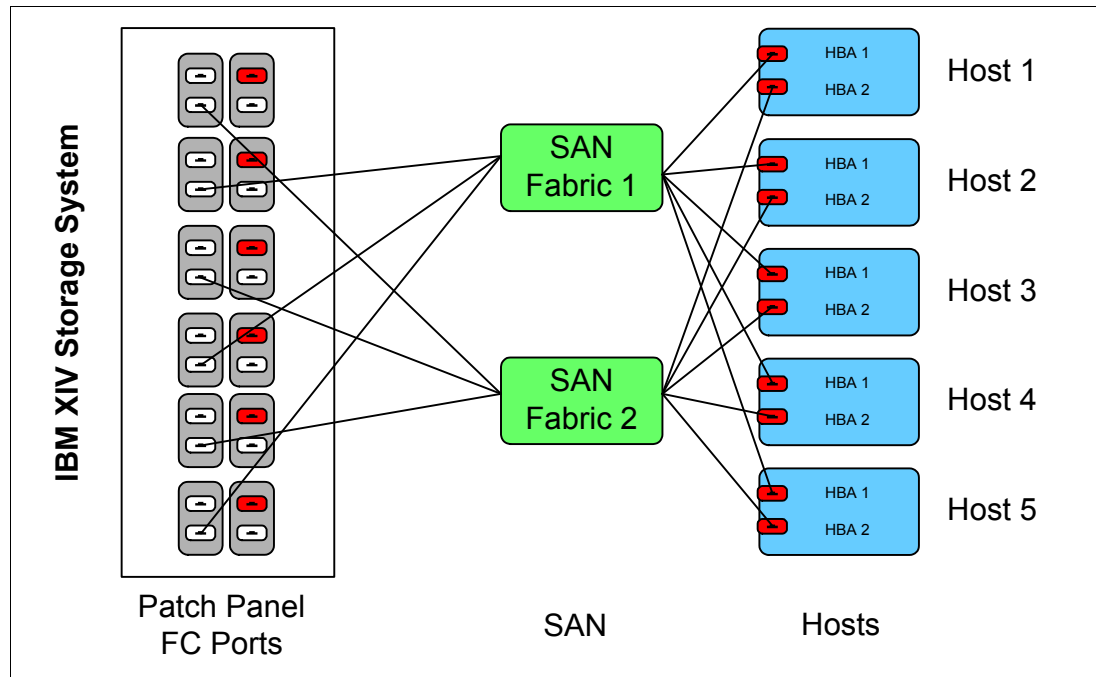 IBM XIV Storage System
SAN
Fabric 1
SAN
Fabric 2
HBA 1
HBA 2
Host 1
HBA 1
HBA 2
Host 2
HBA 1
HBA 2
Host 3
HBA 1
HBA 2
Host 4
HBA 1
HBA 2
Host 5
Patch Panel
FC Ports
SAN
Hosts